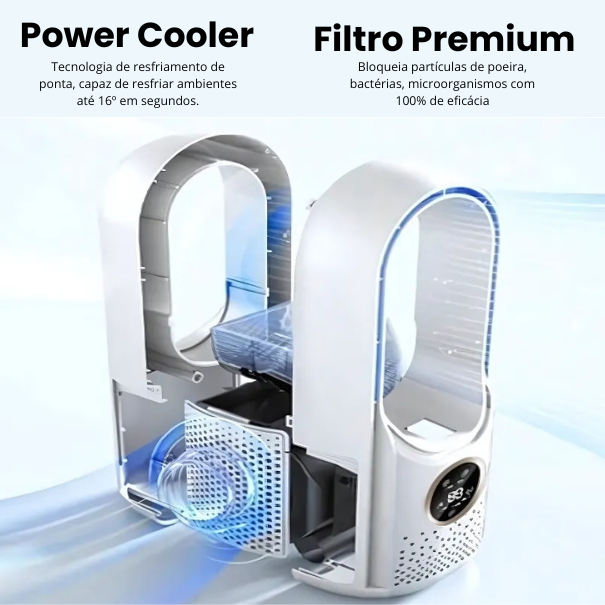 Power Cooler
Tecnologia de resfriamento de
ponta, capaz de resfriar ambientes
até 16º em segundos.
Filtro Premium
Bloqueia partículas de poeira,
bactérias, microorganismos com
100% de eficácia